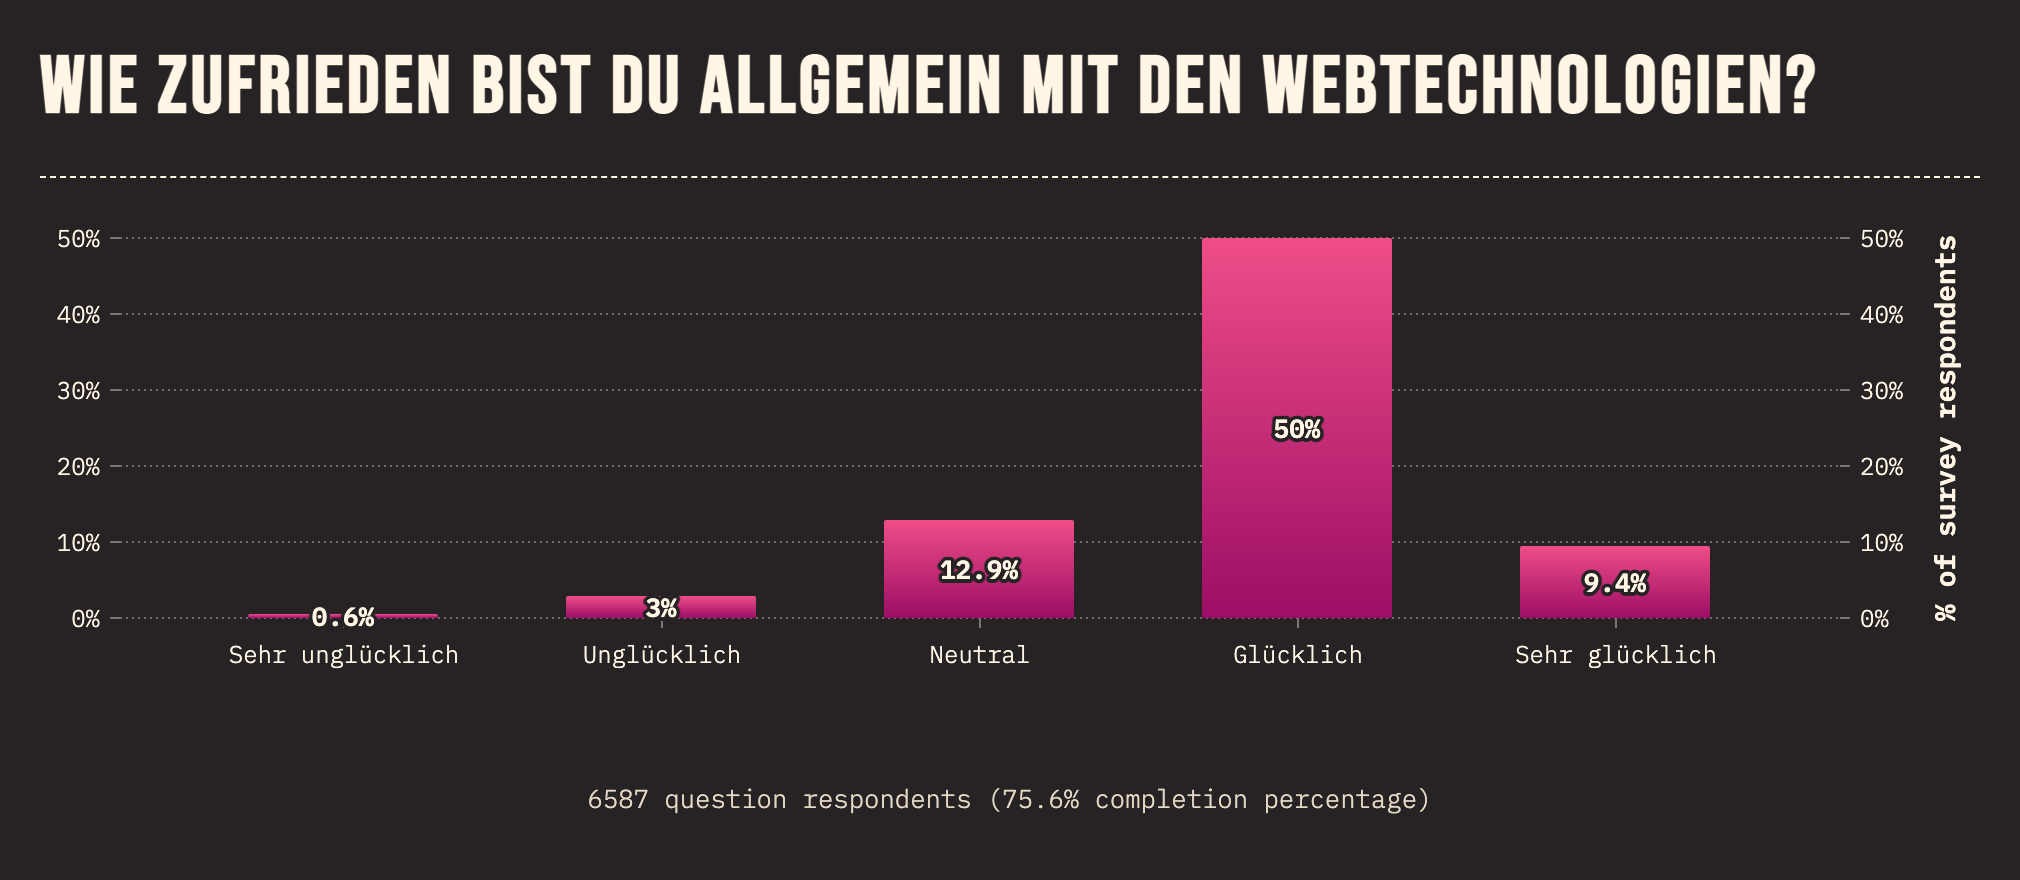 WIE ZUFRIEDEN BIST DU ALLGEMEIN MIT DEN WEBTECHNOLOGIEN?
50%
40%
30%
20%
10%
0%
0.6%
3%
12.9%
50%
9.4%
50%
40%
30%
20%
10%
0%
% of survey respondents
Sehr unglücklich
Unglücklich
Neutral
Glücklich
Sehr glücklich
6587 question respondents (75.6% completion percentage)